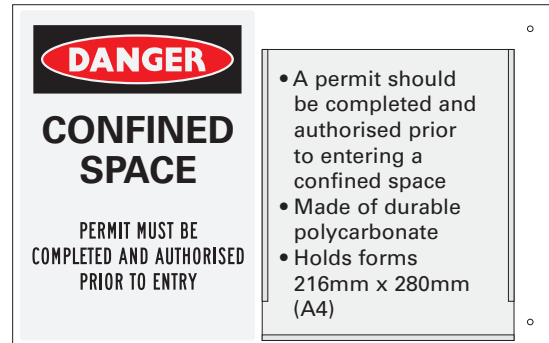 DANGER
CONFINED
SPACE
PERMIT MUST BE
COMPLETED AND AUTHORISED
PRIOR TO ENTRY
• A permit should
be completed and
authorised prior
to entering a
confined space
• Made of durable
polycarbonate
• Holds forms
216mm x 280mm
(A4)